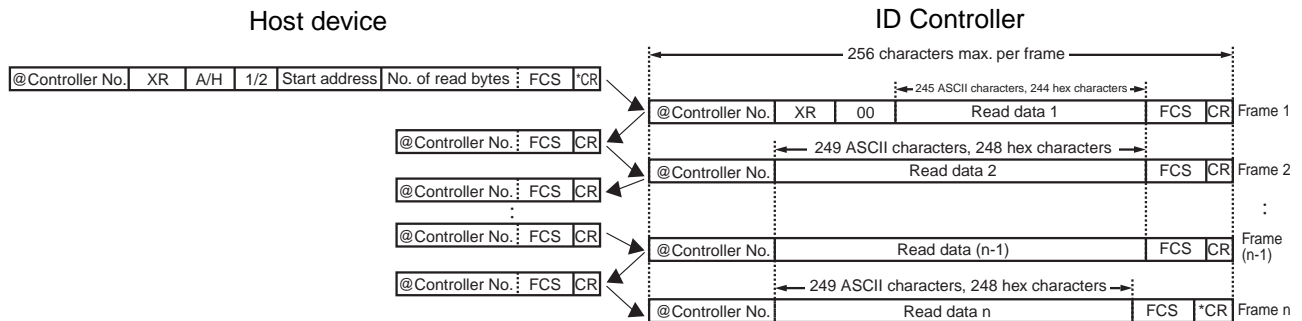 Host device
ID Controller
256 characters max. per frame
@Controller No. XR A/H 1/2 Start address No. of read bytes FCS *CR
245 ASCII characters, 244 hex characters
@Controller No. XR 00 Read data 1 FCS CR Frame 1
@Controller No. FCS CR
249 ASCII characters, 248 hex characters
@Controller No. Read data 2 FCS CR Frame 2
@Controller No. FCS CR
:
:
@Controller No. FCS CR
@Controller No. Read data (n-1) FCS CR Frame
(n-1)
@Controller No. FCS CR
249 ASCII characters, 248 hex characters
@Controller No. Read data n FCS *CR Frame n